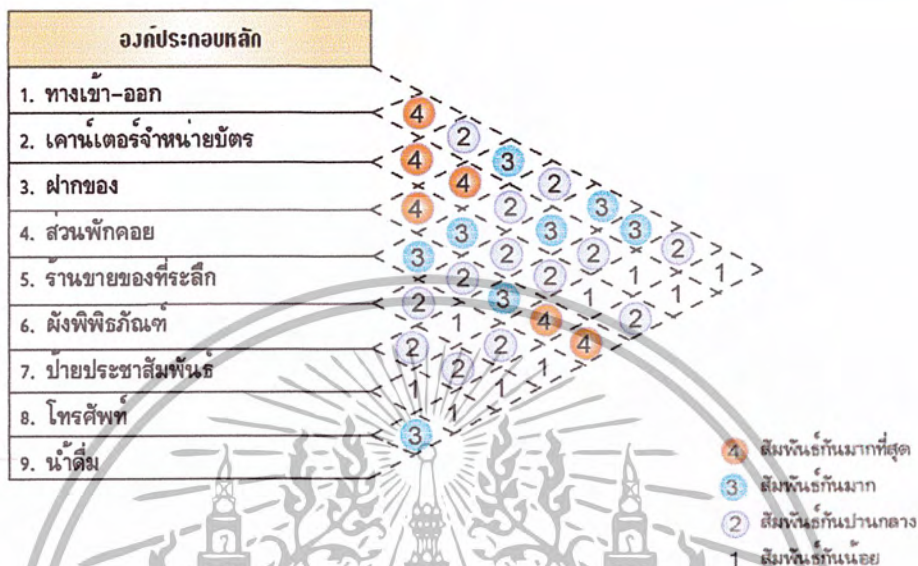 องค์ประกอบหลัก
1. ทางเข้า-ออก
4
2
2. เคาน์เตอร์จำหน่ายบัตร
4 3
4 2
3. ฝากของ
4 2 3
3 3 3
4. ส่วนพักคอย
3 2 2 2
2 2 1 1
5. ร้านขายของที่ระลึก
2 3 1 1
1 4 2
6. ผังพิพิธภัณฑ์
2 2 4
2 1
7. ป้ายประชาสัมพันธ์
1 1
1
8. โทรศัพท์
3
9. น้ำดื่ม
4 สัมพันธ์กันมากที่สุด
3 สัมพันธ์กันมาก
2 สัมพันธ์กันปานกลาง
1 สัมพันธ์กันน้อย